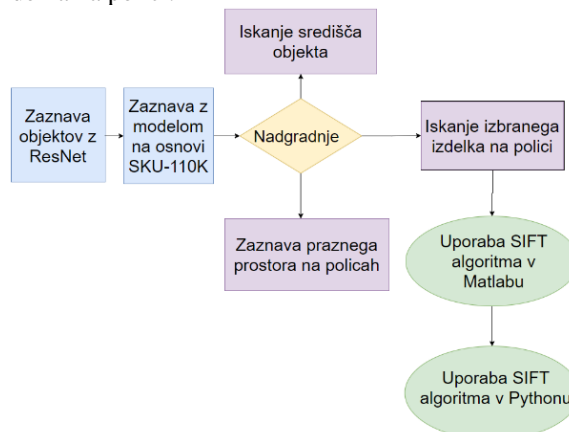 Iskanje središča
objekta
Zaznava
objektov z
ResNet
Zaznava z
modelom
na osnovi
SKU-110K
Nadgradnje
Iskanje izbranega
izdelka na polici
Zaznava praznega
prostora na policah
Uporaba SIFT
algoritma v
Matlabu
Uporaba SIFT
algoritma v Pythonu